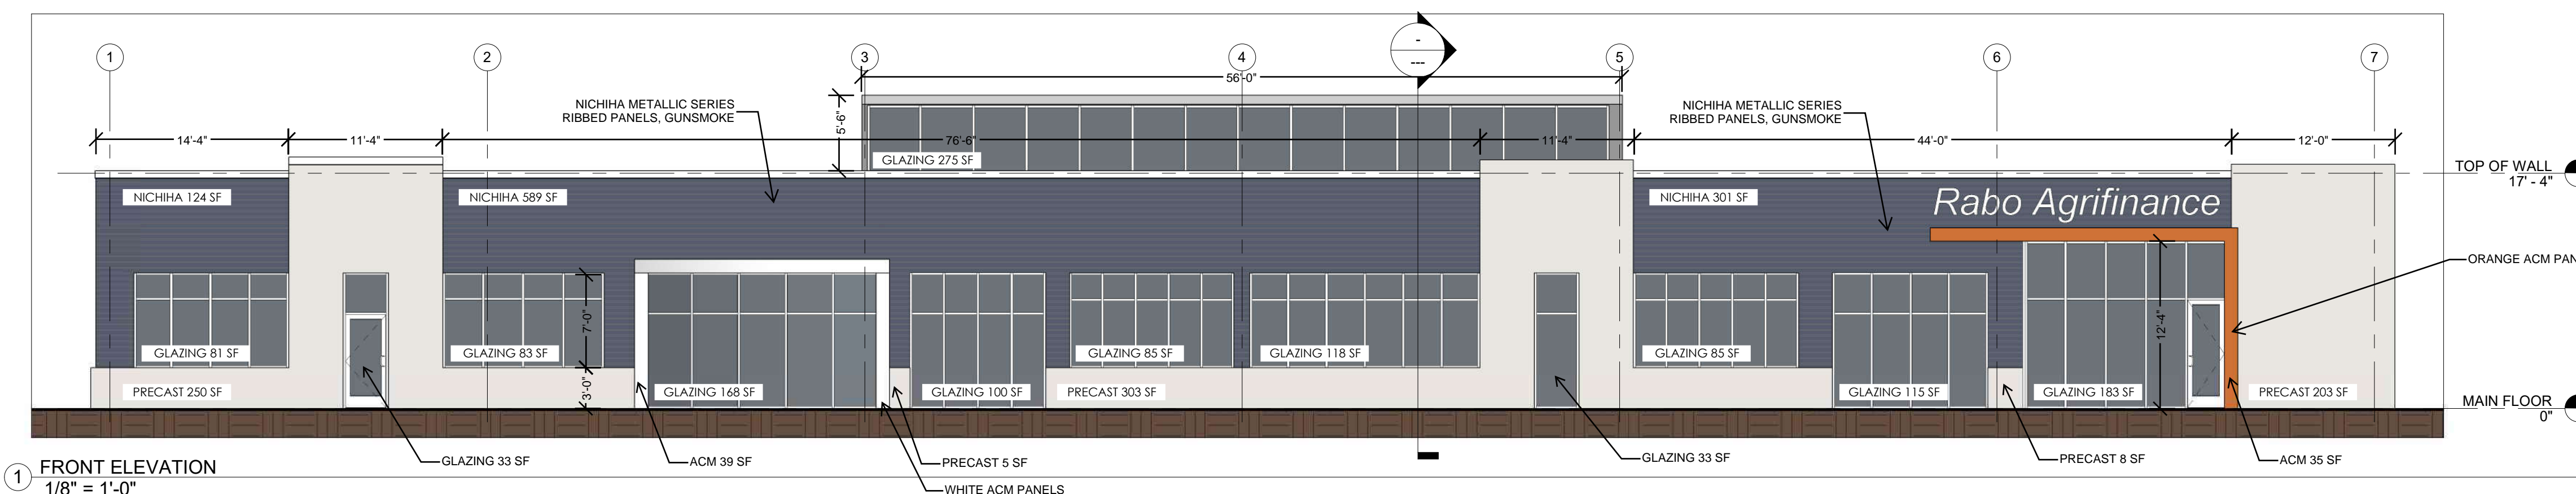 1
2
3
4
5
6
7
-
---
56'-0"
NICHIHA METALLIC SERIES
RIBBED PANELS, GUNSMOKE
NICHIHA METALLIC SERIES
RIBBED PANELS, GUNSMOKE
5'-6"
14'-4"
11'-4"
76'-6"
11'-4"
44'-0"
12'-0"
GLAZING 275 SF
TOP OF WALL
17' - 4"
NICHIHA 124 SF
NICHIHA 589 SF
NICHIHA 301 SF
Rabo Agrifinance
ORANGE ACM PAN
7'-0"
12'-4"
GLAZING 81 SF
GLAZING 83 SF
GLAZING 85 SF
GLAZING 118 SF
GLAZING 85 SF
3'-0"
PRECAST 250 SF
GLAZING 168 SF
GLAZING 100 SF
PRECAST 303 SF
GLAZING 115 SF
GLAZING 183 SF
PRECAST 203 SF
MAIN FLOOR
0"
GLAZING 33 SF
ACM 39 SF
PRECAST 5 SF
GLAZING 33 SF
PRECAST 8 SF
ACM 35 SF
WHITE ACM PANELS
1
FRONT ELEVATION
1/8" = 1'-0"